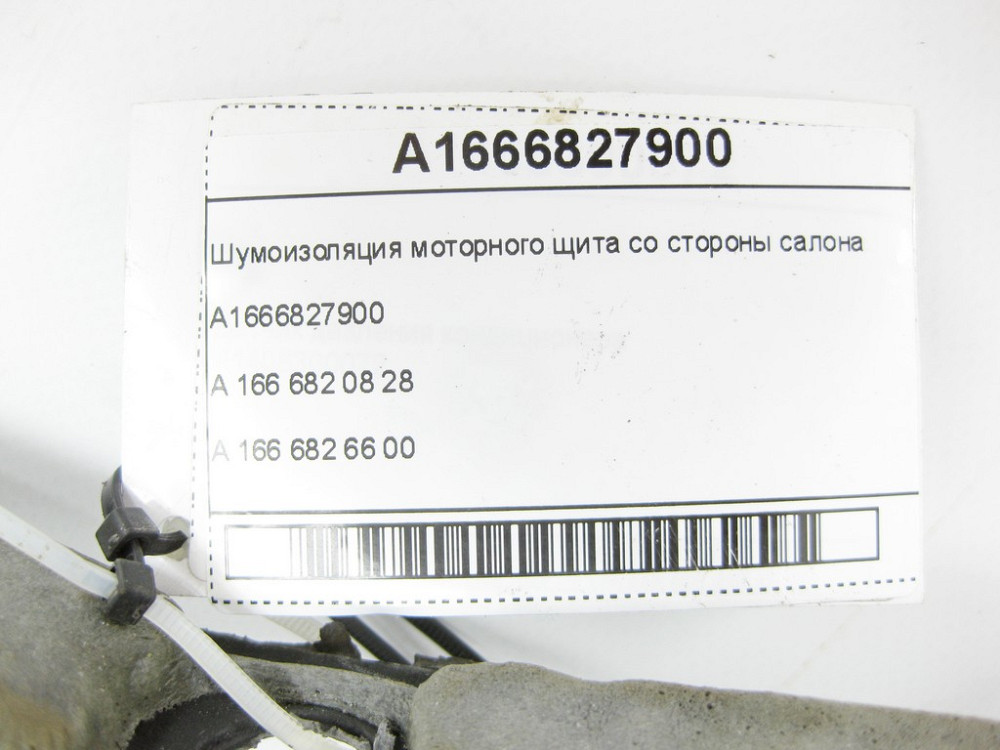 A1666827900
Шумоизоляция моторного щита со стороны салона
A1666827900
A 166 682 08 28
A 166 682 66 00